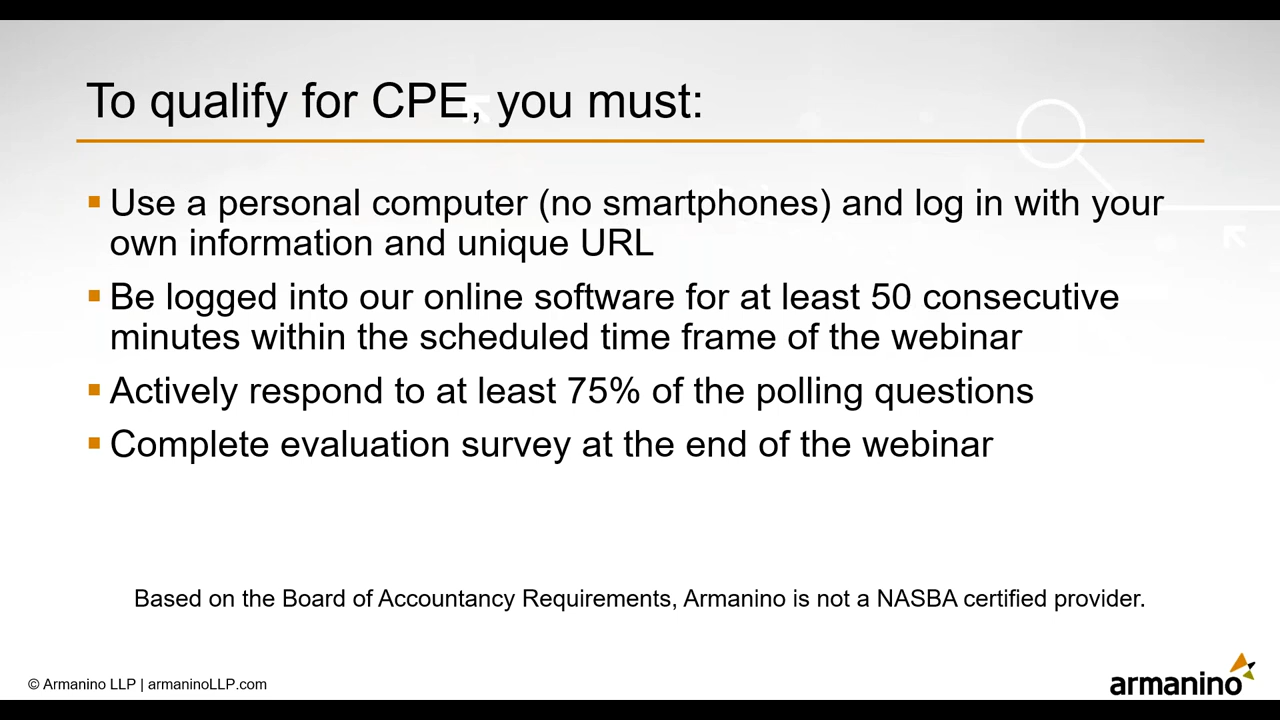 To qualify for CPE, you must:
Use a personal computer (no smartphones) and log in with your
own information and unique URL
Be logged into our online software for at least 50 consecutive
minutes within the scheduled time frame of the webinar
Actively respond to at least 75% of the polling questions
Complete evaluation survey at the end of the webinar
Based on the Board of Accountancy Requirements, Armanino is not a NASBA certified provider.
© Armanino LLP | armaninoLLP.com
armanino